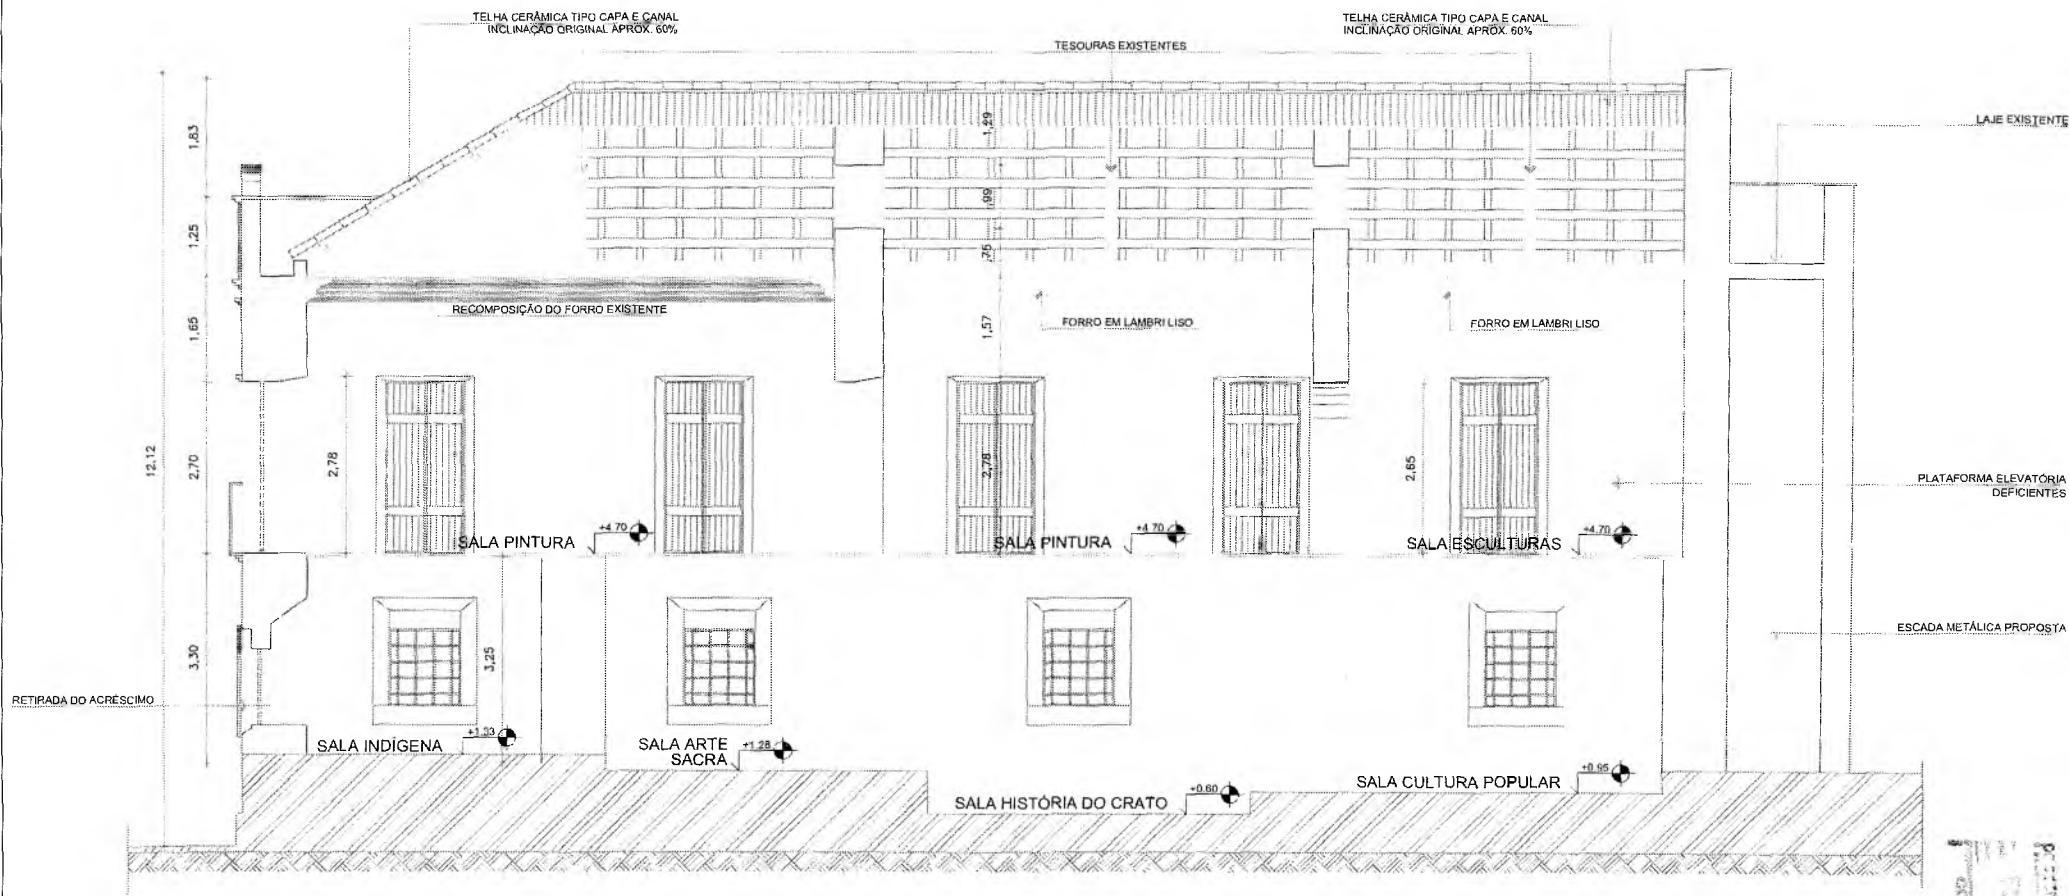 TELHA CERÂMICA TIPO CAPA E CANAL
INCLINAÇÃO ORIGINAL APROX. 60%
TELHA CERÂMICA TIPO CAPA E CANAL
INCLINAÇÃO ORIGINAL APROX. 60%
TESOURAS EXISTENTES
LAJE EXISTENTE
1,83
1,29
,99
1,25
,75
RECOMPOSIÇÃO DO FORRO EXISTENTE
FORRO EM LAMBRI LISO
FORRO EM LAMBRI LISO
1,65
1,57
12,12
2,70
2,78
2,78
2,65
PLATAFORMA ELEVATÓRIA
DEFICIENTES
SALA PINTURA
+4.70
SALA PINTURA
+4.70
SALA ESCULTURAS
+4.70
3,30
3,25
ESCADA METÁLICA PROPOSTA
RETIRADA DO ACRÉSCIMO
SALA INDÍGENA
+1.33
SALA ARTE
SACRA
+1.28
SALA HISTÓRIA DO CRATO
+0.60
SALA CULTURA POPULAR
+0.95